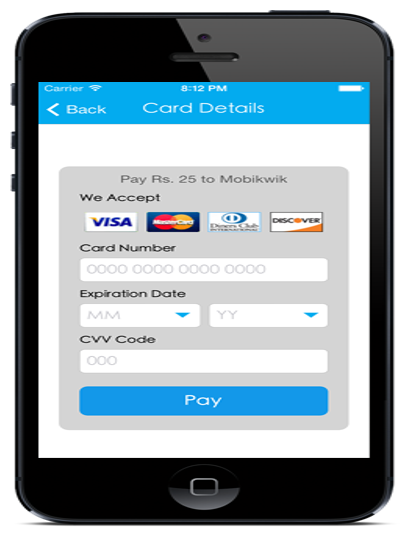 Carrier 8:12 PM
Back Card Details
Pay Rs. 25 to Mobikwik
We Accept
VISA MasterCard Diners Club INTERNATIONAL DISCOVER
Card Number
0000 0000 0000 0000
Expiration Date
MM YY
CVV Code
000
Pay